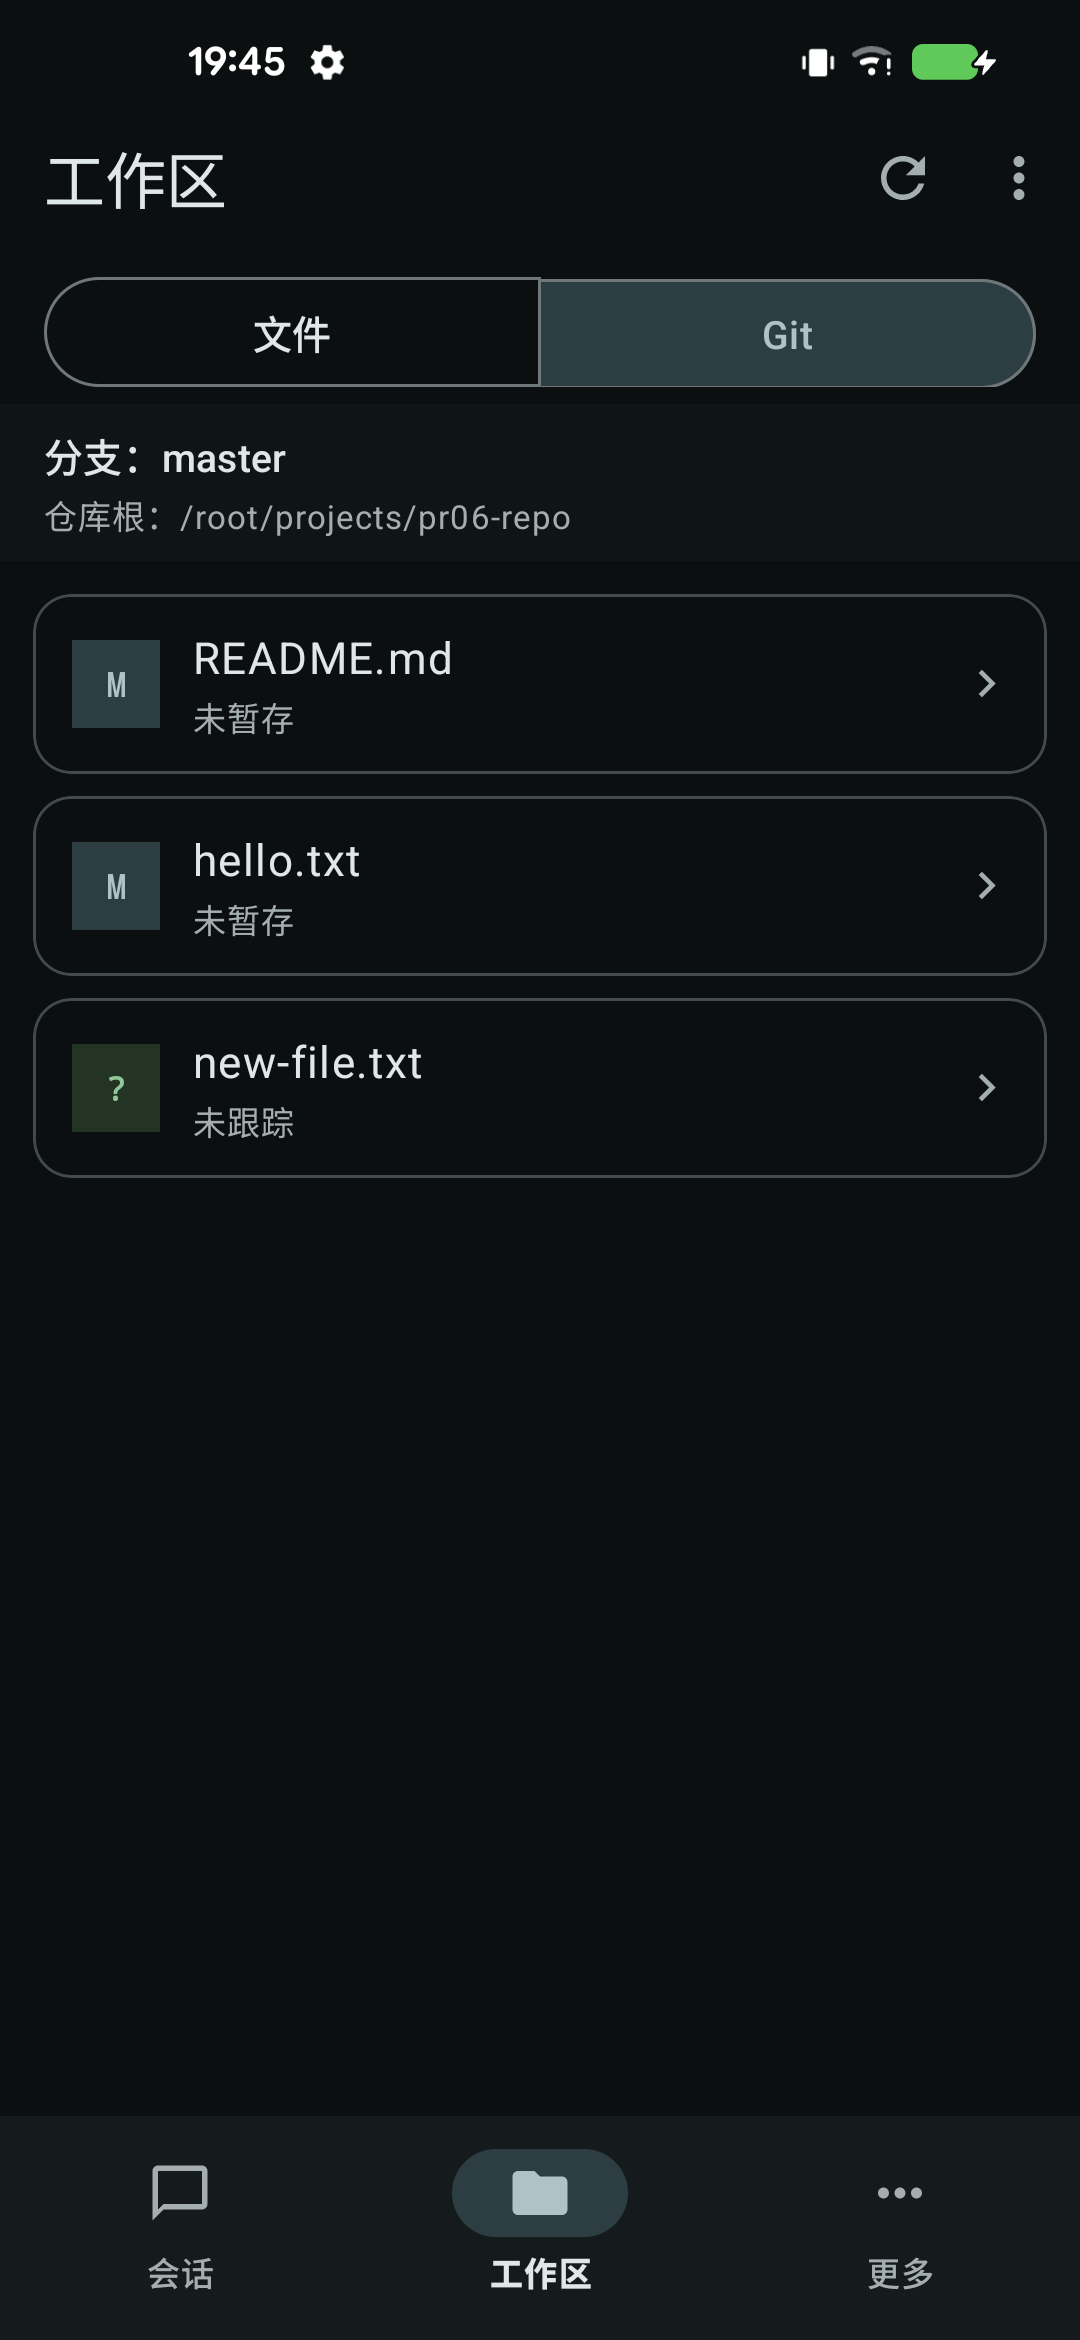 19:45
工作区
文件
Git
分支：master
仓库根：/root/projects/pr06-repo
M
README.md
未暂存
M
hello.txt
未暂存
?
new-file.txt
未跟踪
会话
工作区
更多